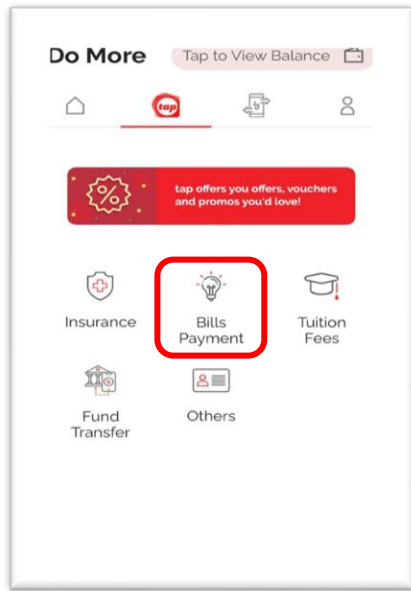 Do More
Tap to View Balance
tap
tap offers you offers, vouchers
and promos you'd love!
Insurance
Bills
Payment
Tuition
Fees
Fund
Transfer
Others